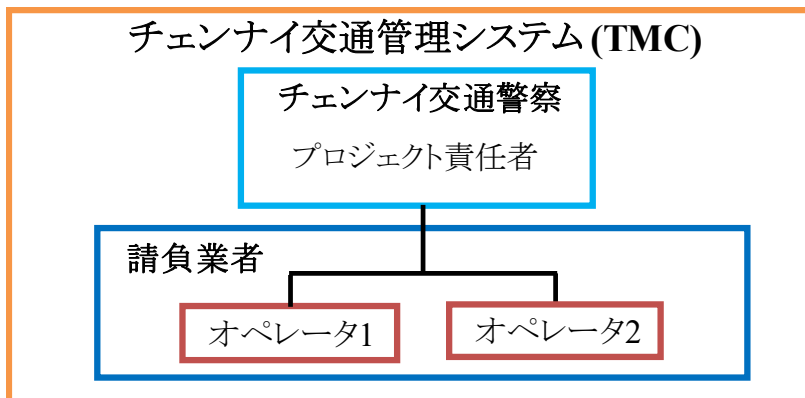 チェンナイ交通管理システム(TMC)
チェンナイ交通警察
プロジェクト責任者
請負業者
オペレータ1
オペレータ2